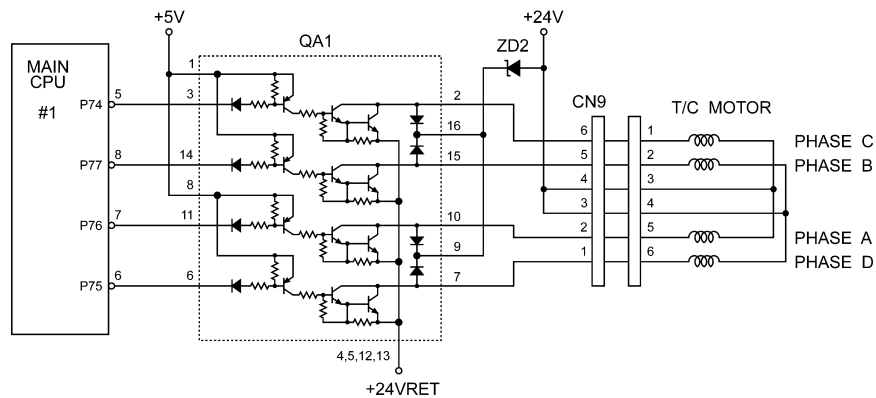 +5V
+24V
QA1
ZD2
MAIN
CPU
#1
1
P74 5 3 2
CN9
T/C MOTOR
16
6 1 PHASE C
P77 8 14 15
5 2 PHASE B
8
4 3
3 4
P76 7 11 10
2 5 PHASE A
9
1 6 PHASE D
P75 6 6 7
4,5,12,13
+24VRET